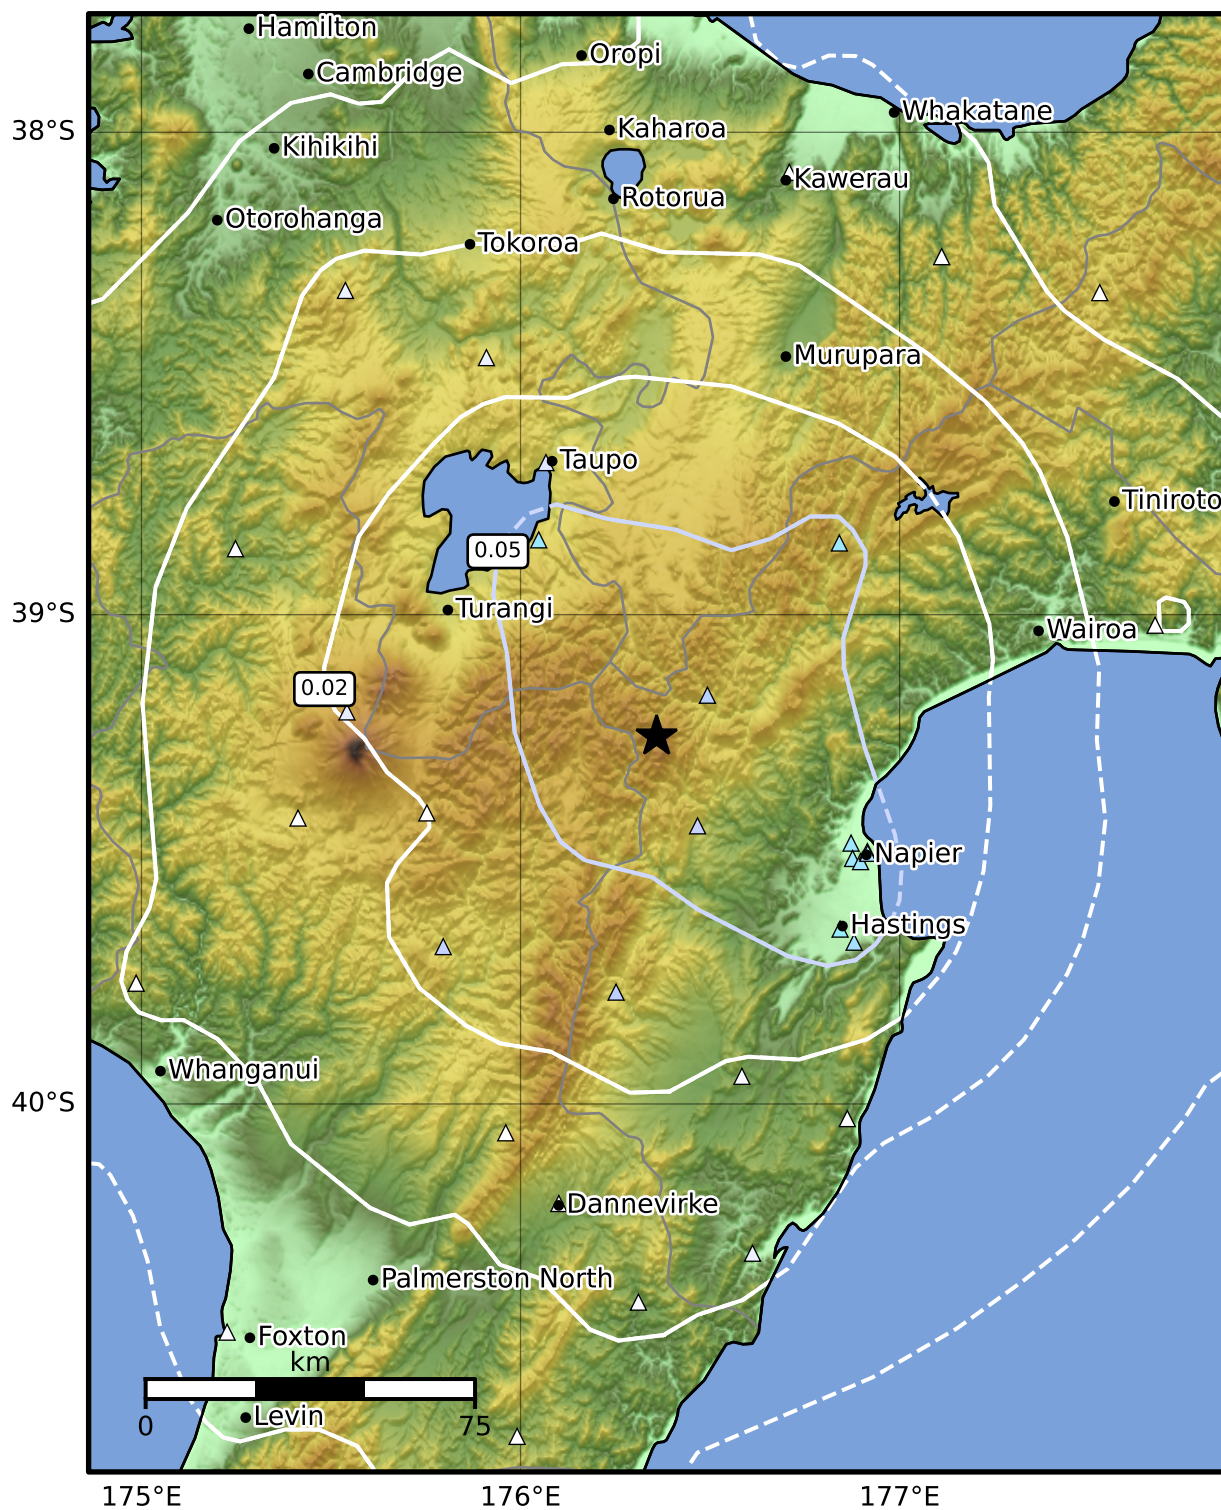 Hamilton
Oropi
Cambridge
Whakatane
Kaharoa
38°S
Kihikihi
Kawerau
Rotorua
Otorohanga
Tokoroa
Murupara
Taupo
Tiniroto
0.05
Turangi
39°S
Wairoa
0.02
Napier
Hastings
Whanganui
40°S
Dannevirke
Palmerston North
Foxton
km
Levin
0
75
175°E
176°E
177°E